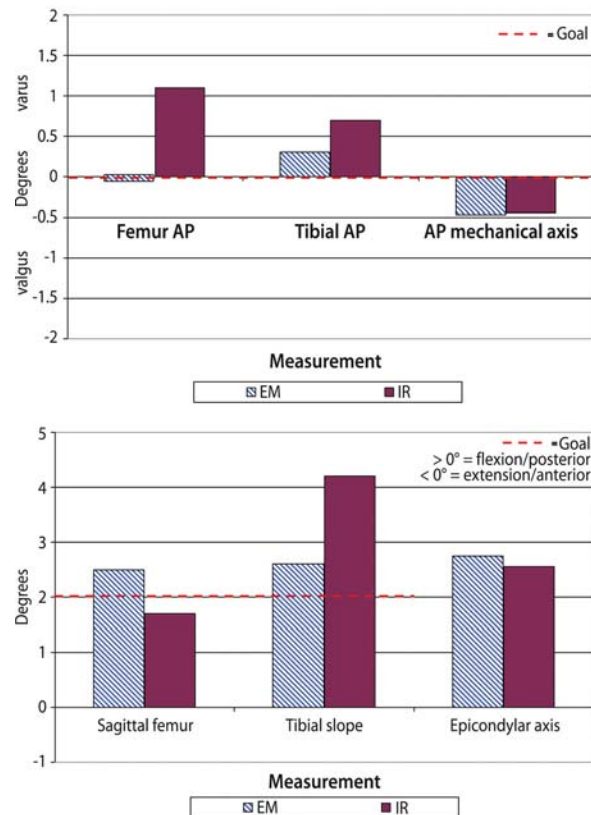 2
1.5
1
0.5
0
-0.5
-1
-1.5
-2
varus
Degrees
valgus
=Goal
Femur AP
Tibial AP
AP mechanical axis
Measurement
EM
IR
5
4
3
2
1
0
-1
Degrees
=Goal
> 0° = flexion/posterior
< 0° = extension/anterior
Sagittal femur
Tibial slope
Epicondylar axis
Measurement
EM
IR